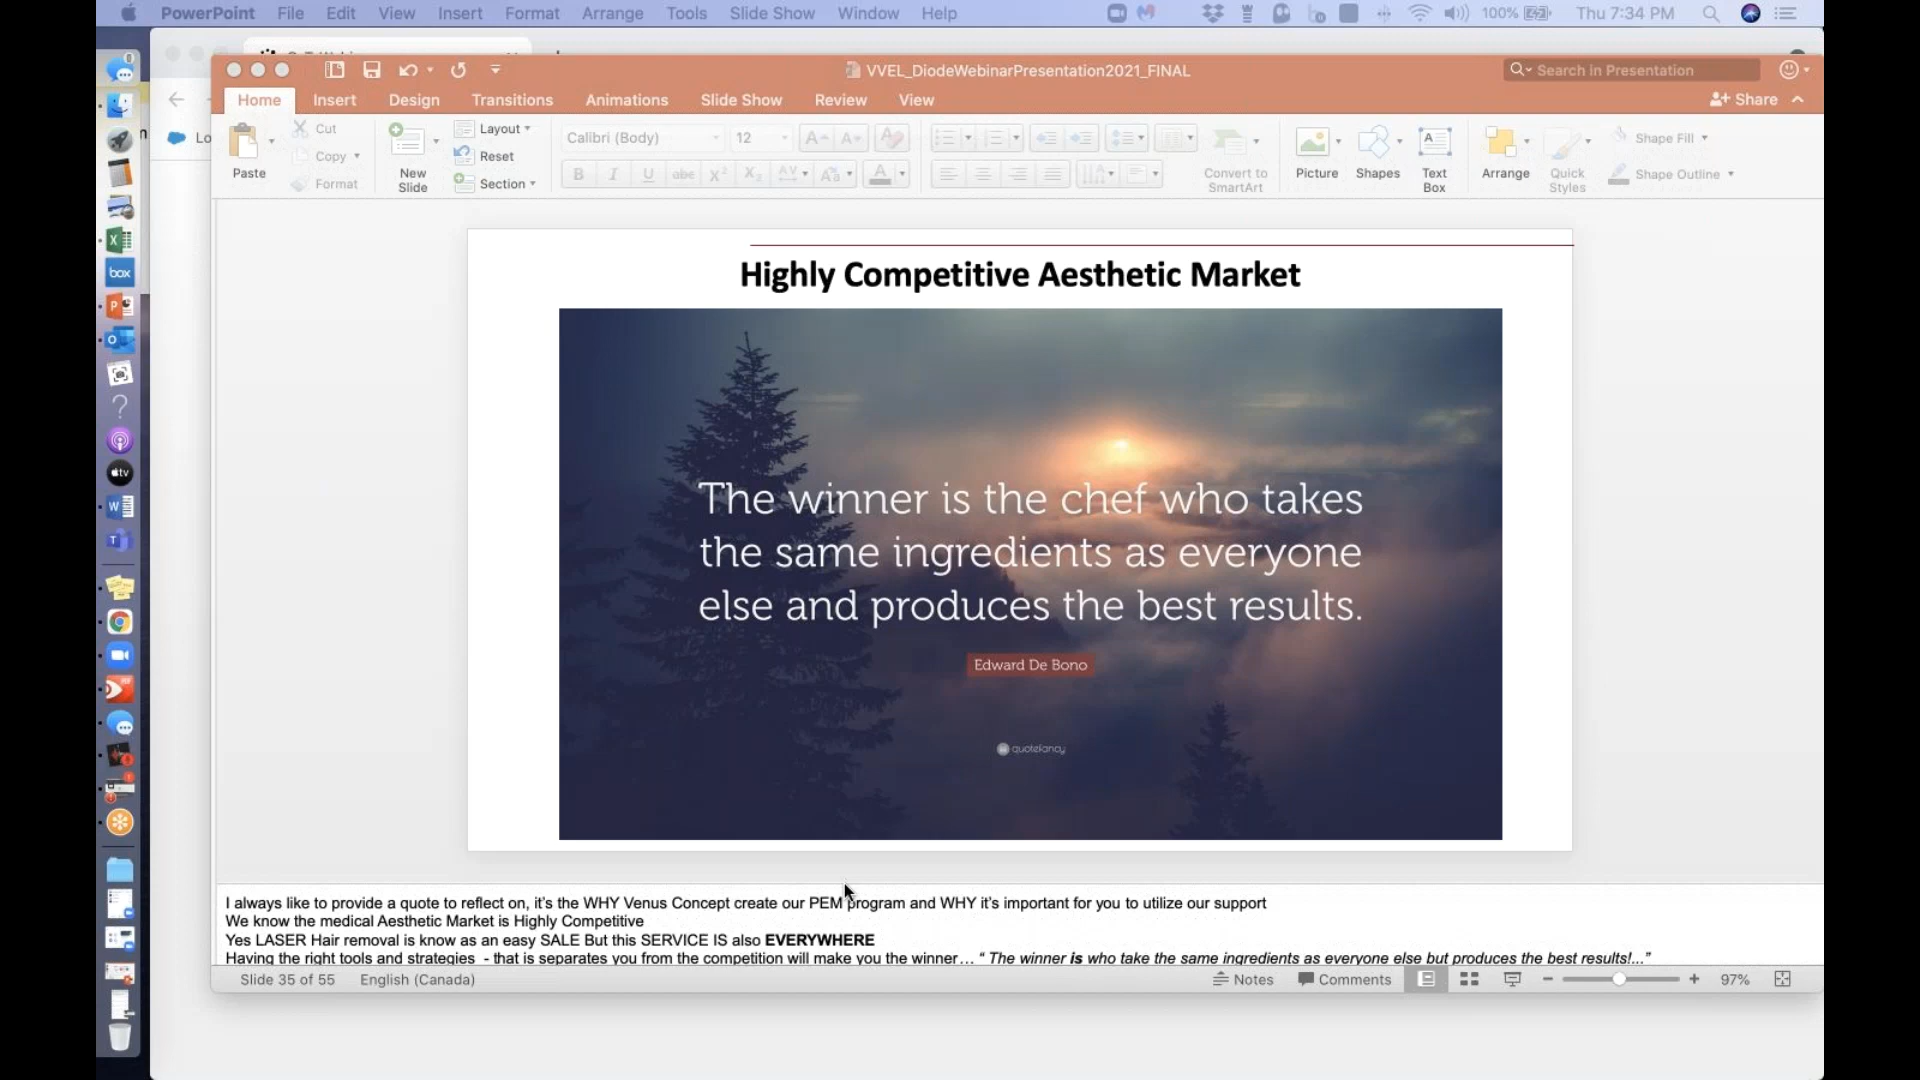 PowerPoint File Edit View Insert Format Arrange Tools Slide Show Window Help 100% Thu 7:34 PM
VVEL_DiodeWebinarPresentation2021_FINAL
Search in Presentation
Home Insert Design Transitions Animations Slide Show Review View Share
Lo
Paste
Cut
Copy
Format
New
Slide
Layout
Reset
Section
Calibri (Body) 12
Convert to
SmartArt
Picture
Shapes
Text
Box
Arrange
Quick
Styles
Shape Fill
Shape Outline
box
tv
Highly Competitive Aesthetic Market
The winner is the chef who takes
the same ingredients as everyone
else and produces the best results.
Edward De Bono
quotefancy
I always like to provide a quote to reflect on, it's the WHY Venus Concept create our PEM program and WHY it's important for you to utilize our support
We know the medical Aesthetic Market is Highly Competitive
Yes LASER Hair removal is know as an easy SALE But this SERVICE IS also EVERYWHERE
Having the right tools and strategies - that is separates you from the competition will make you the winner… “ The winner is who take the same ingredients as everyone else but produces the best results!...”
Slide 35 of 55 English (Canada) Notes Comments 97%